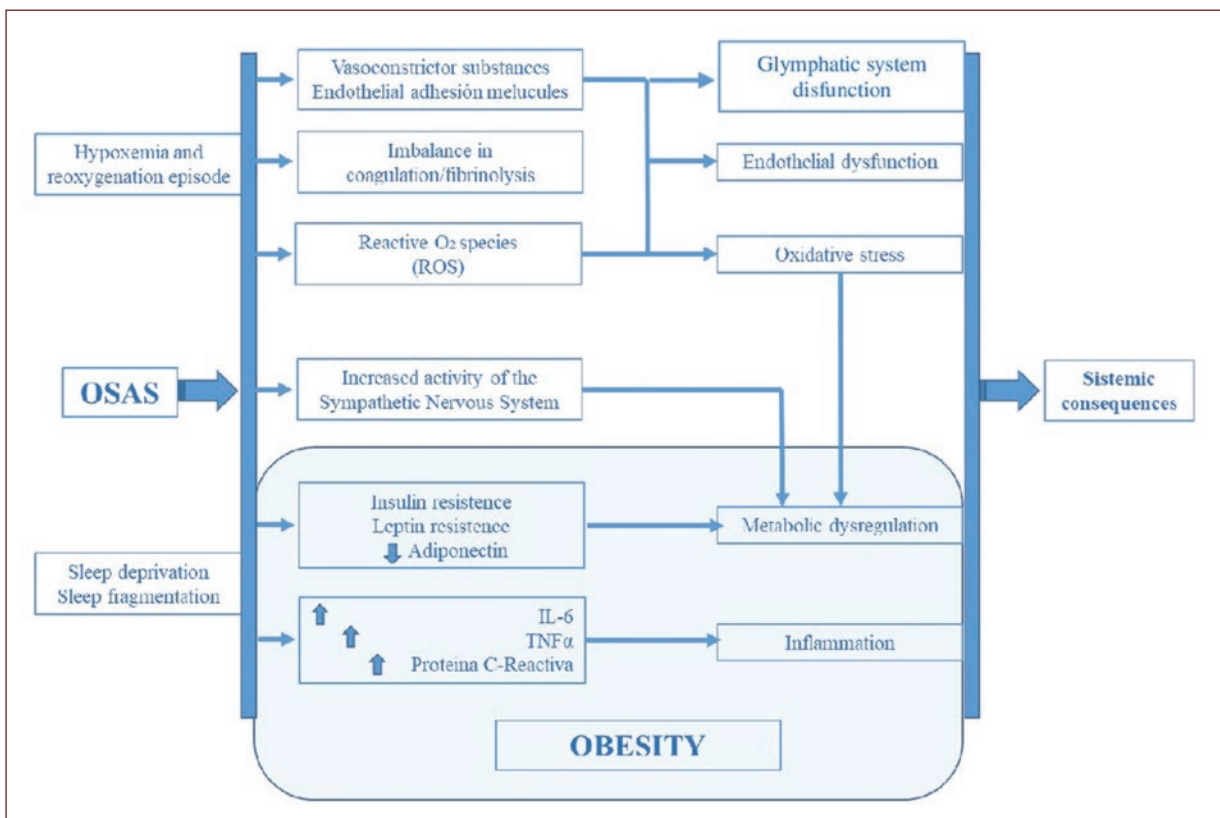 Vasoconstrictor substances
Endothelial adhesión melucules
Glymphatic system
disfunction
Hypoxemia and
reoxygenation episode
Imbalance in
coagulation/fibrinolysis
Endothelial dysfunction
Reactive O₂ species
(ROS)
Oxidative stress
OSAS
Increased activity of the
Sympathetic Nervous System
Sistemic
consequences
Insulin resistence
Leptin resistence
Adiponectin
Metabolic dysregulation
Sleep deprivation
Sleep fragmentation
IL-6
TNFα
Proteina C-Reactiva
Inflammation
OBESITY